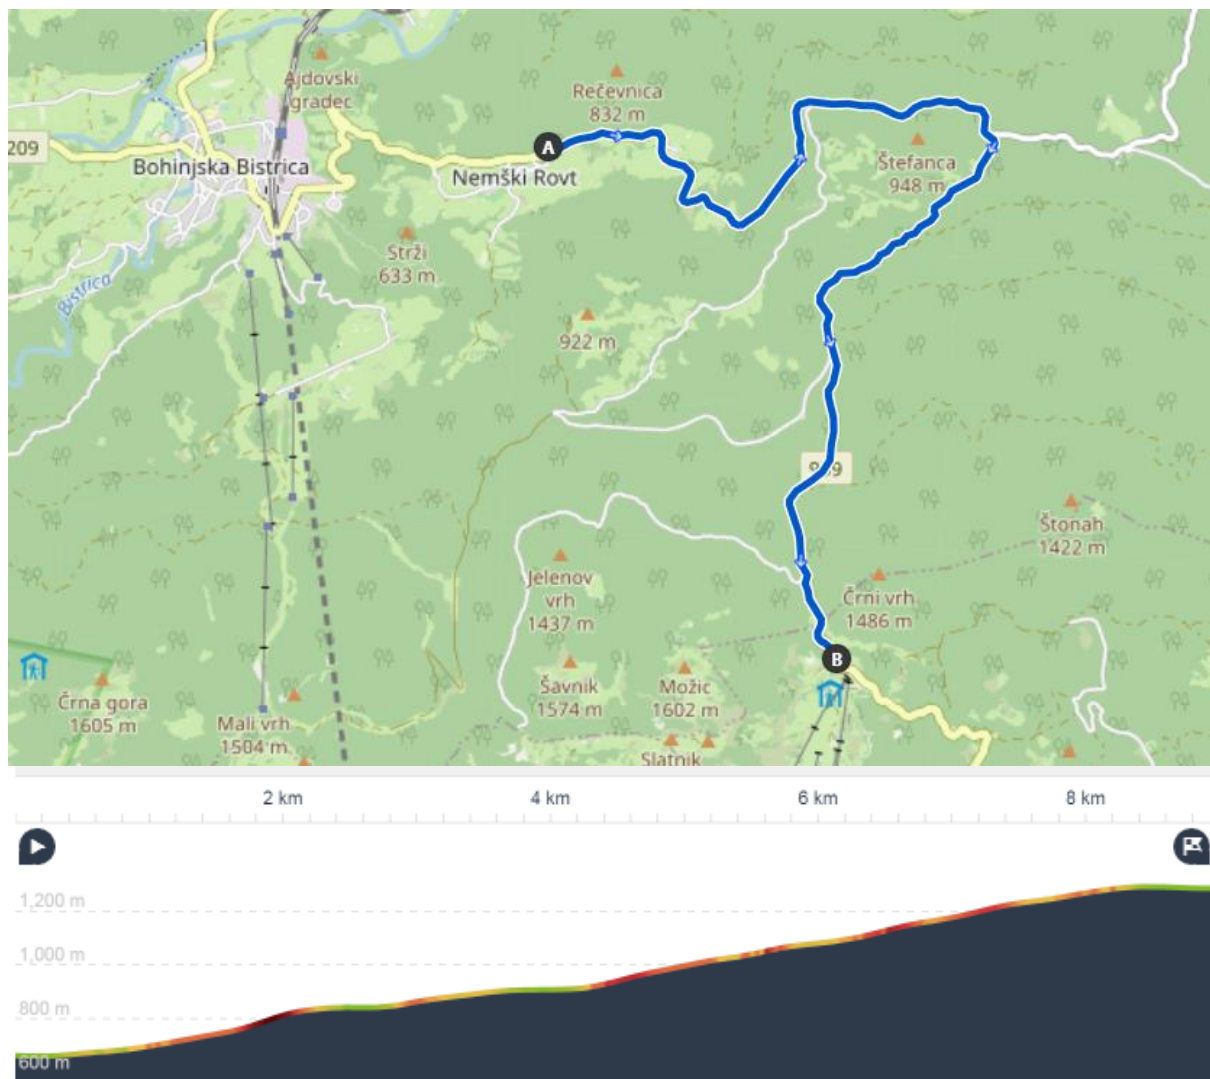 Ajdovski
gradec
Rečevnica
832 m
209
Bohinjska Bistrica
A
Nemški Rovt
Štefanca
948 m
Strži
633 m
Bistrica
922 m
Štonah
1422 m
Jelenov
vrh
1437 m
Črni vrh
1486 m
B
Črna gora
1605 m
Mali vrh
1504 m
Šavnik
1574 m
Možic
1602 m
Slatnik
2 km
4 km
6 km
8 km
1,200 m
1,000 m
800 m
600 m